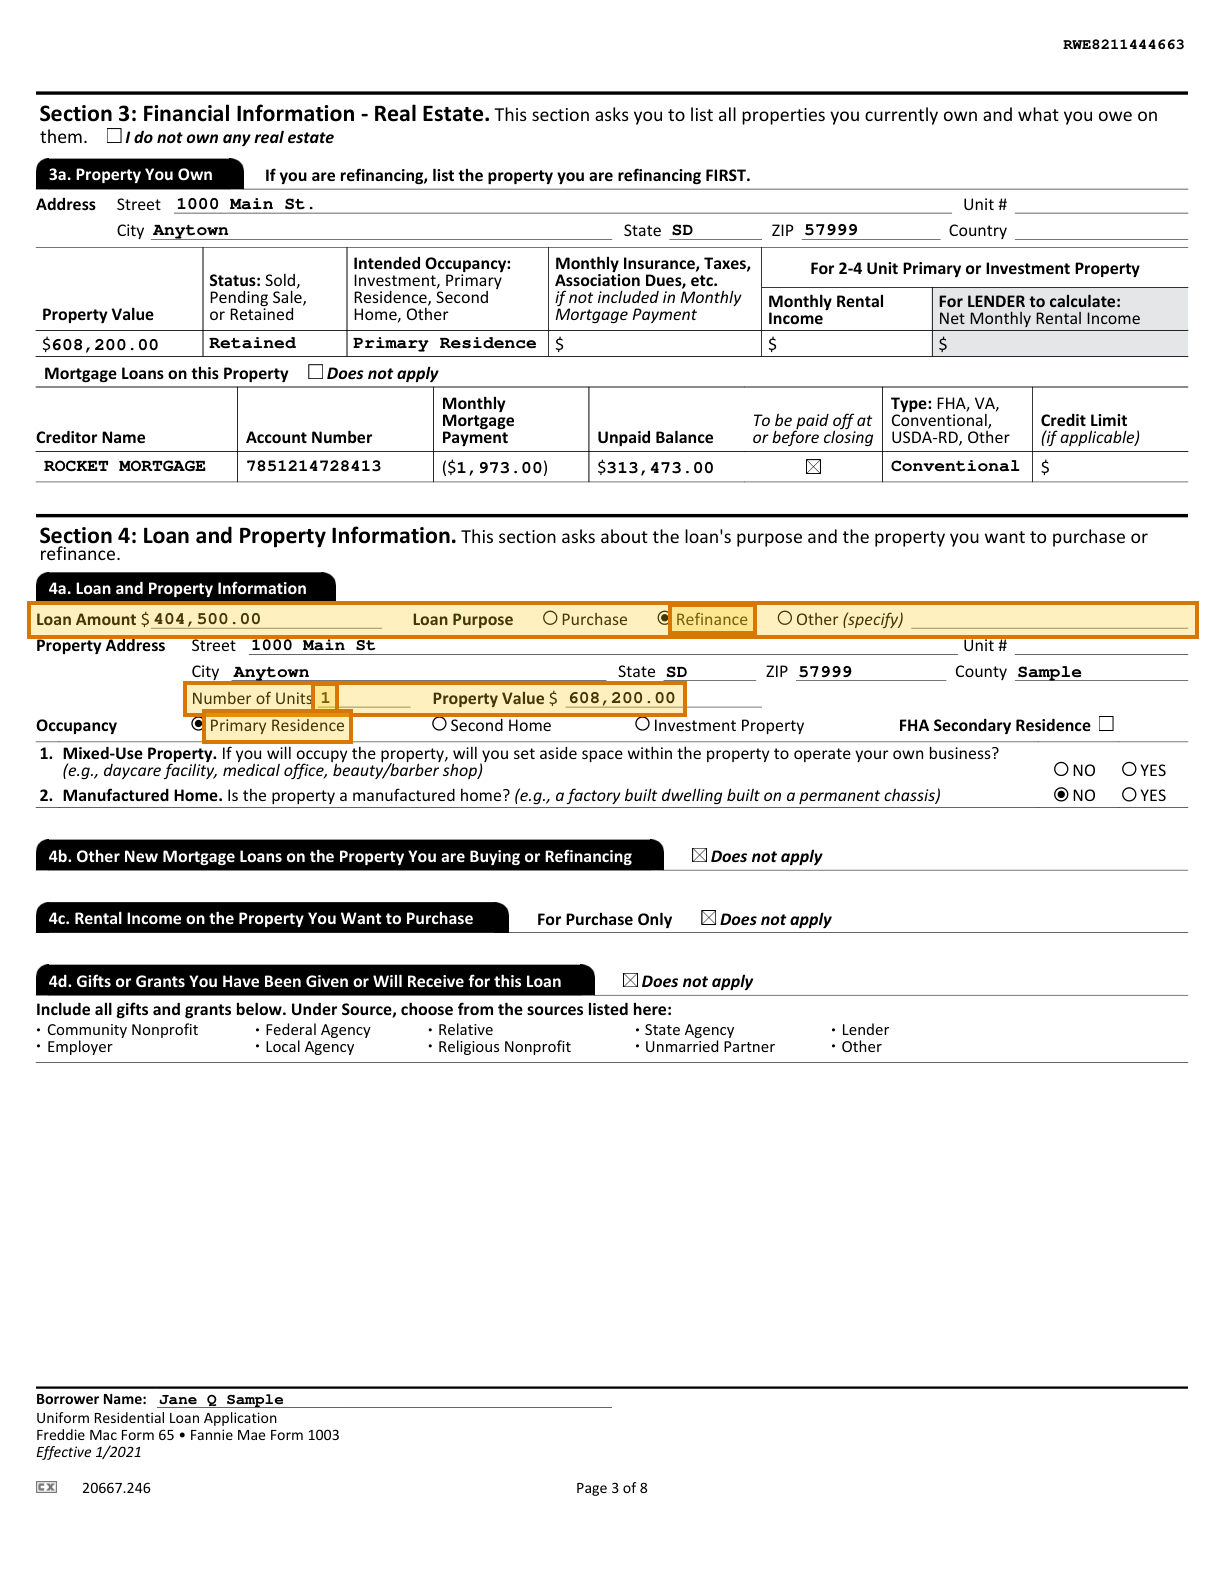 RWE8211444663
Section 3: Financial Information - Real Estate. This section asks you to list all properties you currently own and what you owe on
them. I do not own any real estate
3a. Property You Own If you are refinancing, list the property you are refinancing FIRST.
Address Street 1000 Main St. Unit #
City Anytown State SD ZIP 57999 Country
Property Value
Status: Sold,
Pending Sale,
or Retained
Intended Occupancy:
Investment, Primary
Residence, Second
Home, Other
Monthly Insurance, Taxes,
Association Dues, etc.
if not included in Monthly
Mortgage Payment
For 2-4 Unit Primary or Investment Property
Monthly Rental
Income
For LENDER to calculate:
Net Monthly Rental Income
$608,200.00 Retained Primary Residence $ $ $
Mortgage Loans on this Property Does not apply
Creditor Name
Account Number
Monthly
Mortgage
Payment
Unpaid Balance
To be paid off at
or before closing
Type: FHA, VA,
Conventional,
USDA-RD, Other
Credit Limit
(if applicable)
ROCKET MORTGAGE 7851214728413 ($1,973.00) $313,473.00 Conventional $
Section 4: Loan and Property Information. This section asks about the loan's purpose and the property you want to purchase or
refinance.
4a. Loan and Property Information
Loan Amount $ 404,500.00 Loan Purpose Purchase Refinance Other (specify)
Property Address Street 1000 Main St Unit #
City Anytown State SD ZIP 57999 County Sample
Number of Units 1 Property Value $ 608,200.00
Occupancy Primary Residence Second Home Investment Property FHA Secondary Residence
1. Mixed-Use Property. If you will occupy the property, will you set aside space within the property to operate your own business?
(e.g., daycare facility, medical office, beauty/barber shop) NO YES
2. Manufactured Home. Is the property a manufactured home? (e.g., a factory built dwelling built on a permanent chassis) NO YES
4b. Other New Mortgage Loans on the Property You are Buying or Refinancing Does not apply
4c. Rental Income on the Property You Want to Purchase For Purchase Only Does not apply
4d. Gifts or Grants You Have Been Given or Will Receive for this Loan Does not apply
Include all gifts and grants below. Under Source, choose from the sources listed here:
· Community Nonprofit · Federal Agency · Relative · State Agency · Lender
· Employer · Local Agency · Religious Nonprofit · Unmarried Partner · Other
Borrower Name: Jane Q Sample
Uniform Residential Loan Application
Freddie Mac Form 65 • Fannie Mae Form 1003
Effective 1/2021
CX 20667.246 Page 3 of 8